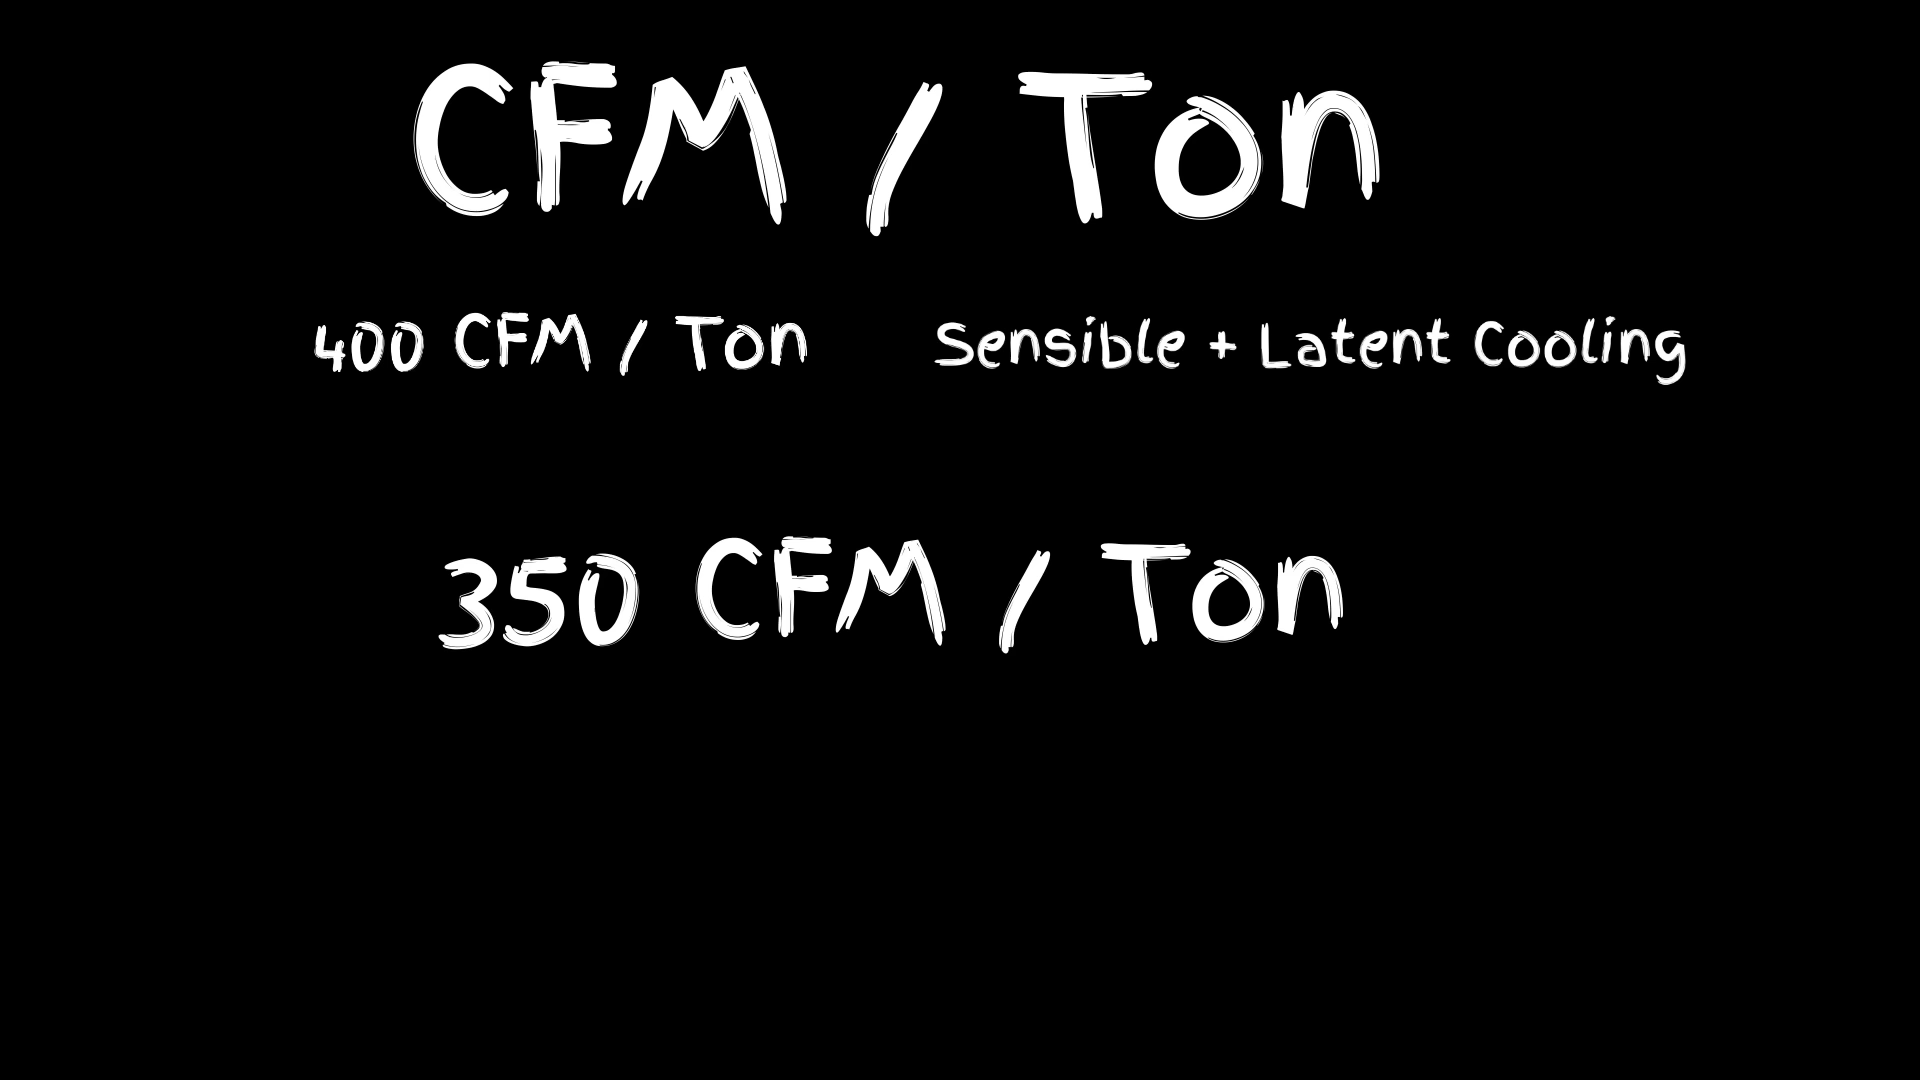 CFM / Ton
400 CFM / Ton Sensible + Latent Cooling
350 CFM / Ton